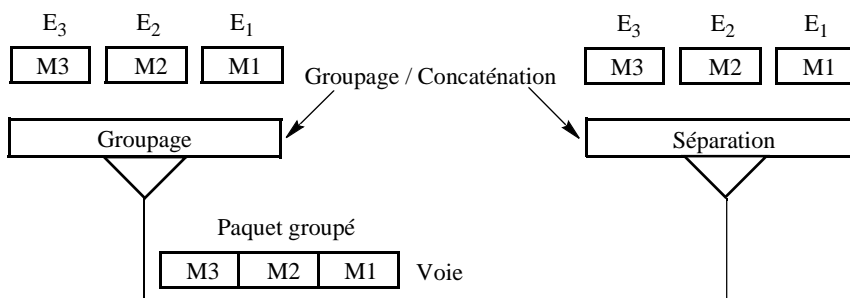 E3 E2 E1 E3 E2 E1
M3 M2 M1 Groupage / Concaténation M3 M2 M1
Groupage Séparation
Paquet groupé
M3 M2 M1 Voie